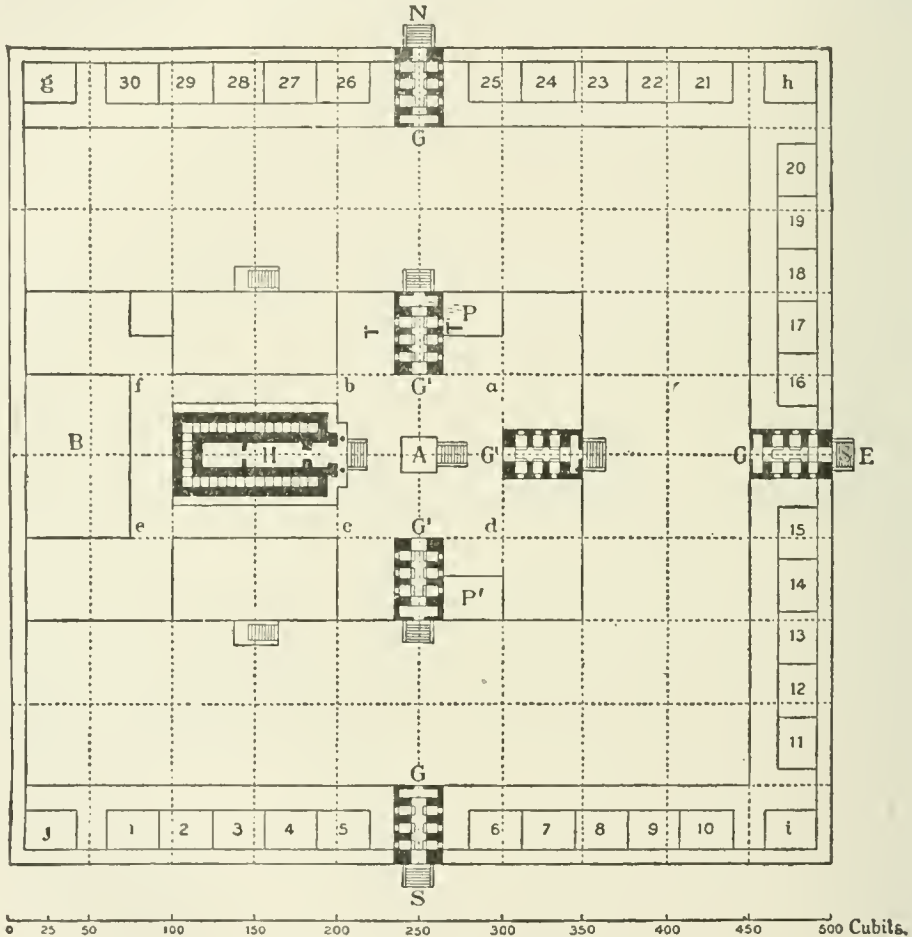 N
g 30 29 28 27 26 25 24 23 22 21 h
G
20
19
18
17
P
T T
16
f b G' a
B H A G' G S E
e c G' d
15
14
P'
13
12
11
G
j 1 2 3 4 5 6 7 8 9 10 i
S
0 25 50 100 150 200 250 300 350 400 450 500 Cubits.